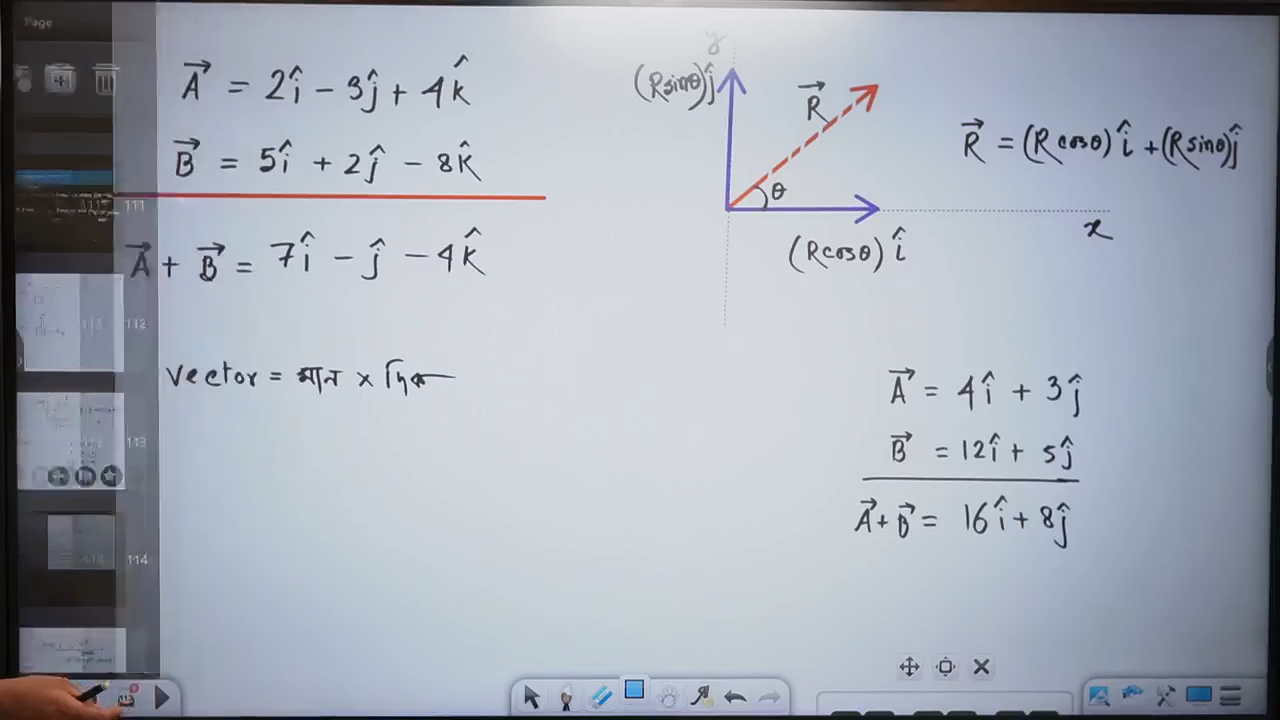 Page
A⃗ = 2î - 3ĵ + 4k̂
B⃗ = 5î + 2ĵ - 8k̂
A⃗ + B⃗ = 7î - ĵ - 4k̂
vector = মান × দিক
y
(Rsinθ)ĵ
R⃗
θ
x
(Rcosθ) î
R⃗ = (Rcosθ) î + (Rsinθ)ĵ
A⃗ = 4î + 3ĵ
B⃗ = 12î + 5ĵ
A⃗ + B⃗ = 16î + 8ĵ
111
112
113
114